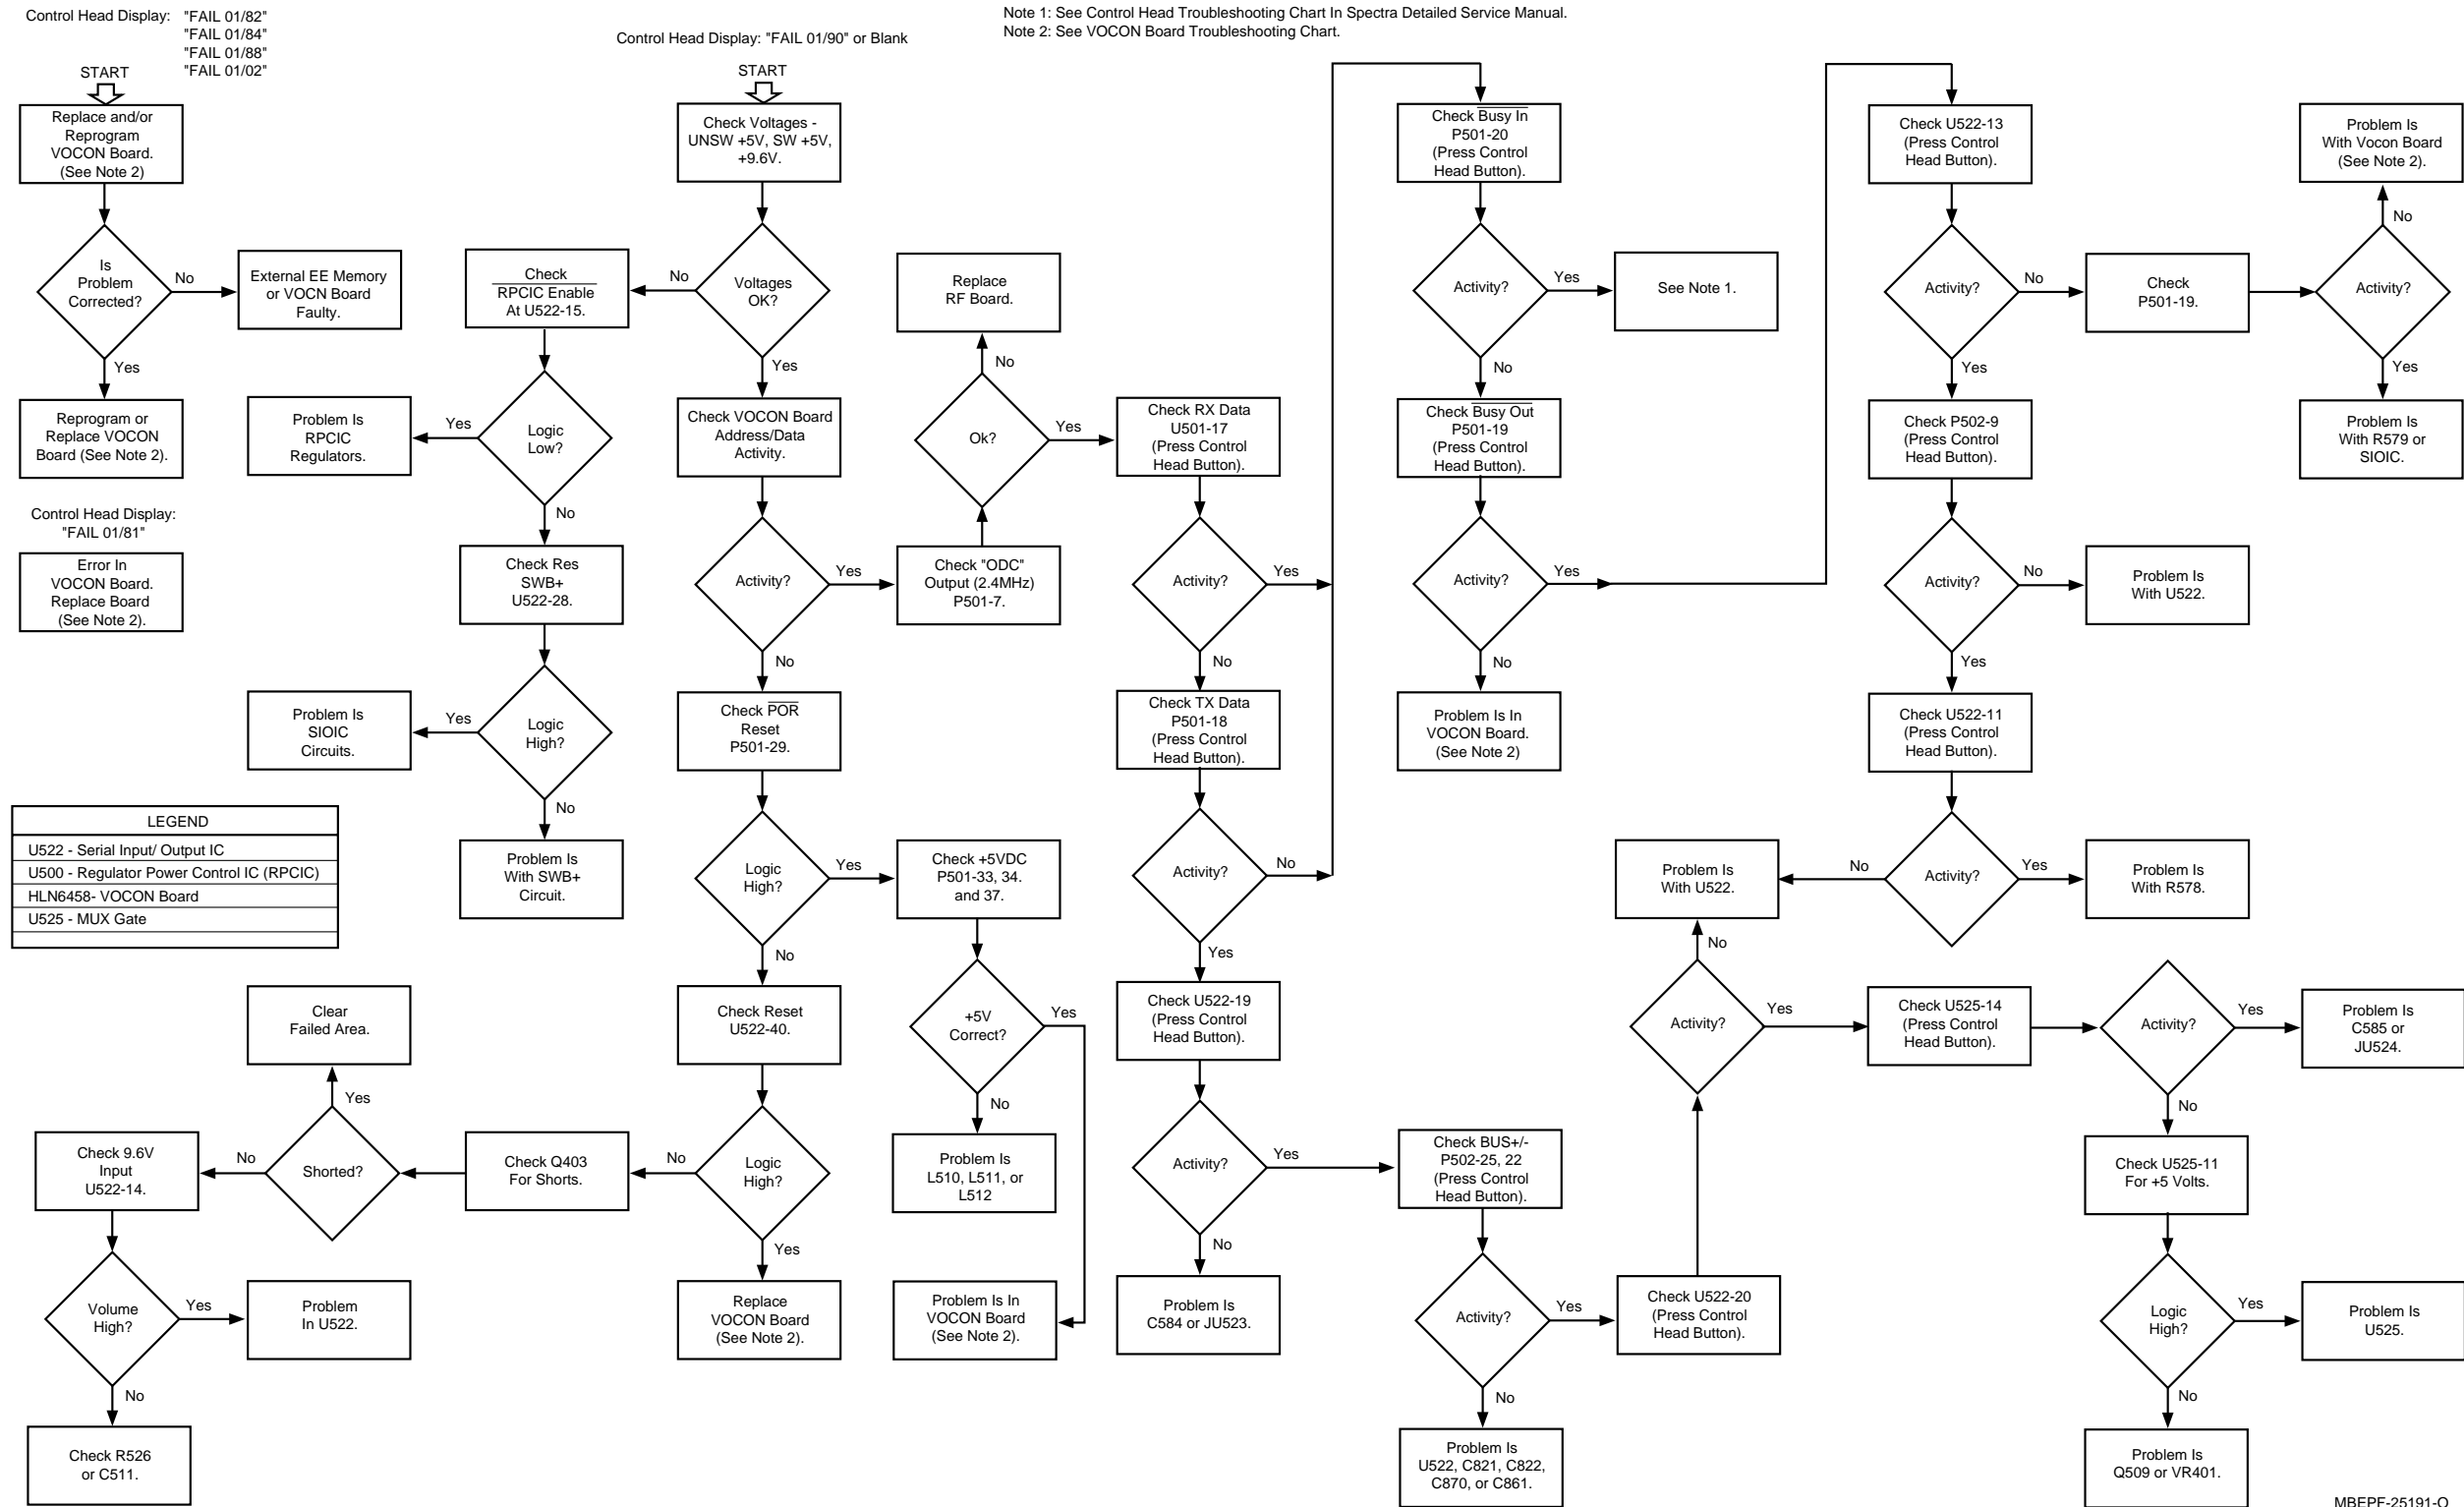 Control Head Display: "FAIL 01/82"
"FAIL 01/84"
"FAIL 01/88"
"FAIL 01/02"
START
Replace and/or
Reprogram
VOCON Board.
(See Note 2)
Is
Problem
Corrected?
No
External EE Memory
or VOCN Board
Faulty.
Yes
Reprogram or
Replace VOCON
Board (See Note 2).
Control Head Display:
"FAIL 01/81"
Error In
VOCON Board.
Replace Board
(See Note 2).
LEGEND
U522 - Serial Input/ Output IC
U500 - Regulator Power Control IC (RPCIC)
HLN6458- VOCON Board
U525 - MUX Gate
Control Head Display: "FAIL 01/90" or Blank
START
Check Voltages -
UNSW +5V, SW +5V,
+9.6V.
Voltages
OK?
No
Check
RPCIC Enable
At U522-15.
Logic
Low?
Yes
Problem Is
RPCIC
Regulators.
No
Check Res
SWB+
U522-28.
Logic
High?
Yes
Problem Is
SIOIC
Circuits.
No
Problem Is
With SWB+
Circuit.
Yes
Check VOCON Board
Address/Data
Activity.
Activity?
Yes
Check "ODC"
Output (2.4MHz)
P501-7.
Ok?
No
Replace
RF Board.
Yes
No
Check POR
Reset
P501-29.
Logic
High?
Yes
Check +5VDC
P501-33, 34.
and 37.
+5V
Correct?
Yes
No
Problem Is
L510, L511, or
L512
Problem Is In
VOCON Board
(See Note 2).
No
Check Reset
U522-40.
Logic
High?
Yes
Replace
VOCON Board
(See Note 2).
No
Check Q403
For Shorts.
Shorted?
Yes
Clear
Failed Area.
No
Check 9.6V
Input
U522-14.
Volume
High?
Yes
Problem
In U522.
No
Check R526
or C511.
Note 1: See Control Head Troubleshooting Chart In Spectra Detailed Service Manual.
Note 2: See VOCON Board Troubleshooting Chart.
Check RX Data
U501-17
(Press Control
Head Button).
Activity?
Yes
No
Check TX Data
P501-18
(Press Control
Head Button).
Activity?
No
Yes
Check U522-19
(Press Control
Head Button).
Activity?
Yes
No
Problem Is
C584 or JU523.
Check BUS+/-
P502-25, 22
(Press Control
Head Button).
Activity?
Yes
No
Problem Is
U522, C821, C822,
C870, or C861.
Check U522-20
(Press Control
Head Button).
Activity?
No
Problem Is
With U522.
Yes
Check U525-14
(Press Control
Head Button).
Activity?
Yes
Problem Is
C585 or
JU524.
No
Check U525-11
For +5 Volts.
Logic
High?
Yes
Problem Is
U525.
No
Problem Is
Q509 or VR401.
Check Busy In
P501-20
(Press Control
Head Button).
Activity?
Yes
See Note 1.
No
Check Busy Out
P501-19
(Press Control
Head Button).
Activity?
Yes
No
Problem Is In
VOCON Board.
(See Note 2)
Check U522-13
(Press Control
Head Button).
Activity?
No
Check
P501-19.
Activity?
No
Problem Is
With Vocon Board
(See Note 2).
Yes
Problem Is
With R579 or
SIOIC.
Yes
Check P502-9
(Press Control
Head Button).
Activity?
No
Problem Is
With U522.
Yes
Check U522-11
(Press Control
Head Button).
Activity?
No
Yes
Problem Is
With R578.
MBEPF-25191-O